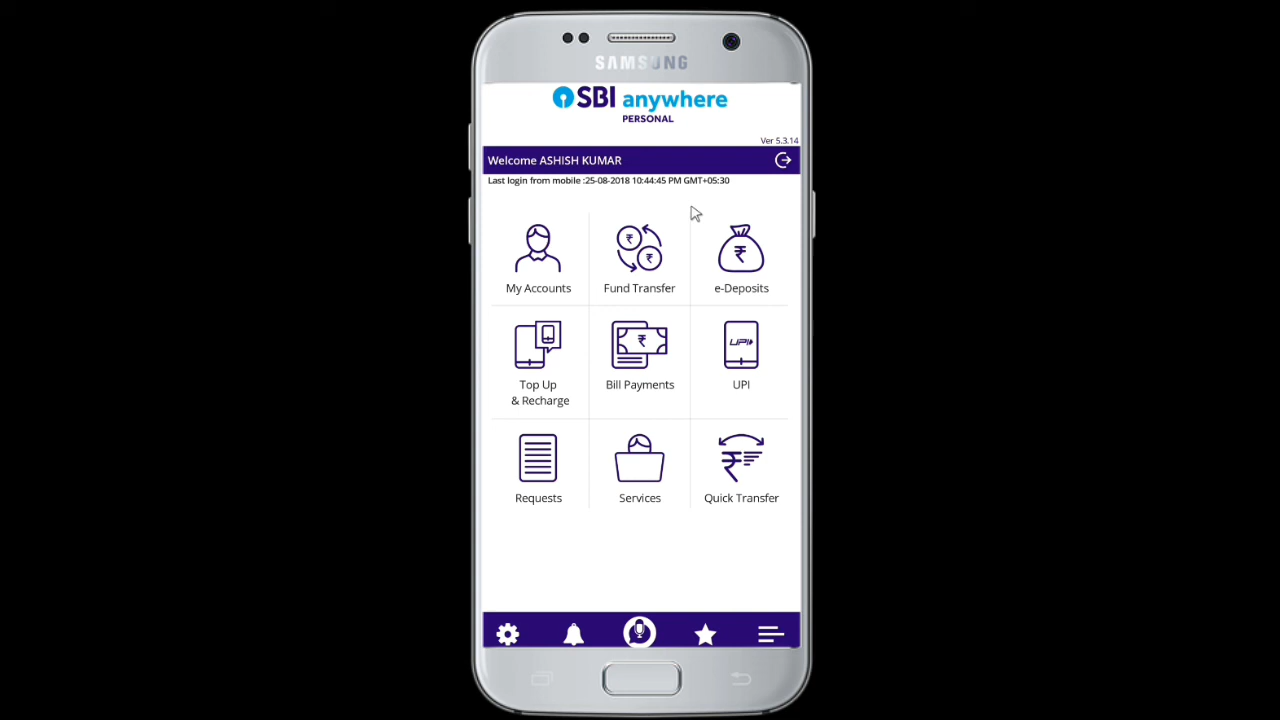 SAMSUNG
SBI anywhere
PERSONAL
Ver 5.3.14
Welcome ASHISH KUMAR
Last login from mobile :25-08-2018 10:44:45 PM GMT+05:30
₹ ₹ ₹
My Accounts Fund Transfer e-Deposits
₹ UPI
Top Up Bill Payments UPI
& Recharge
₹
Requests Services Quick Transfer